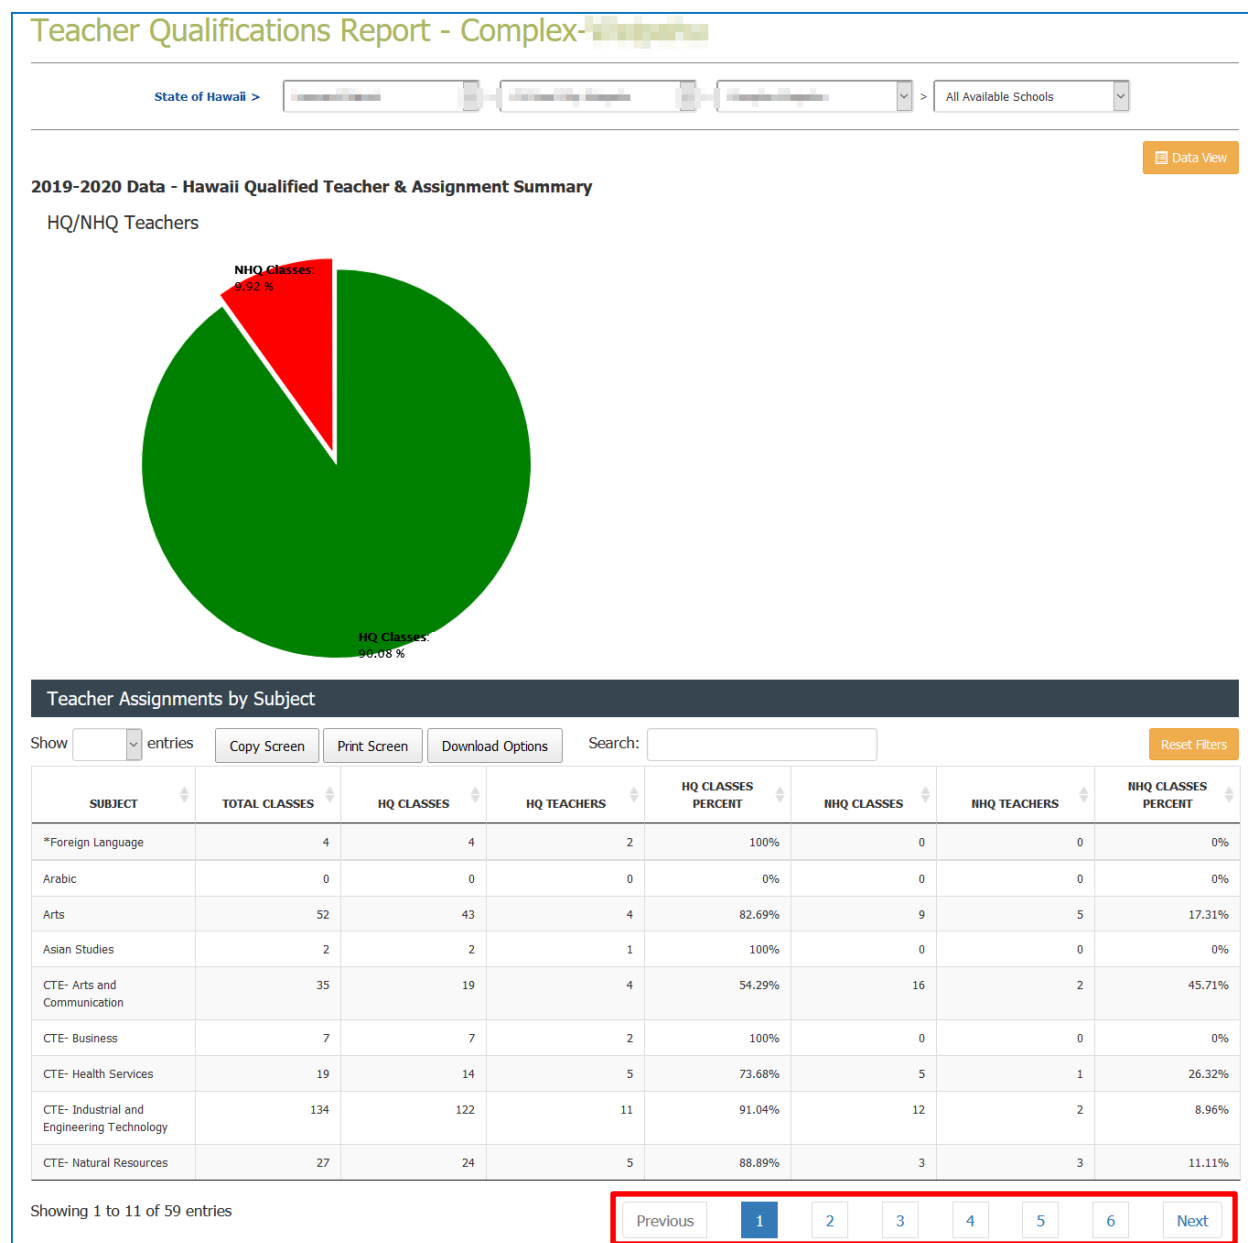 Teacher Qualifications Report - Complex-
State of Hawaii > > All Available Schools
Data View
2019-2020 Data - Hawaii Qualified Teacher & Assignment Summary
HQ/NHQ Teachers
NHQ Classes:
9.92 %
HQ Classes:
90.08 %
Teacher Assignments by Subject
Show entries Copy Screen Print Screen Download Options Search: Reset Filters
SUBJECT TOTAL CLASSES HQ CLASSES HQ TEACHERS HQ CLASSES PERCENT NHQ CLASSES NHQ TEACHERS NHQ CLASSES PERCENT
*Foreign Language 4 4 2 100% 0 0 0%
Arabic 0 0 0 0% 0 0 0%
Arts 52 43 4 82.69% 9 5 17.31%
Asian Studies 2 2 1 100% 0 0 0%
CTE- Arts and Communication 35 19 4 54.29% 16 2 45.71%
CTE- Business 7 7 2 100% 0 0 0%
CTE- Health Services 19 14 5 73.68% 5 1 26.32%
CTE- Industrial and Engineering Technology 134 122 11 91.04% 12 2 8.96%
CTE- Natural Resources 27 24 5 88.89% 3 3 11.11%
Showing 1 to 11 of 59 entries Previous 1 2 3 4 5 6 Next